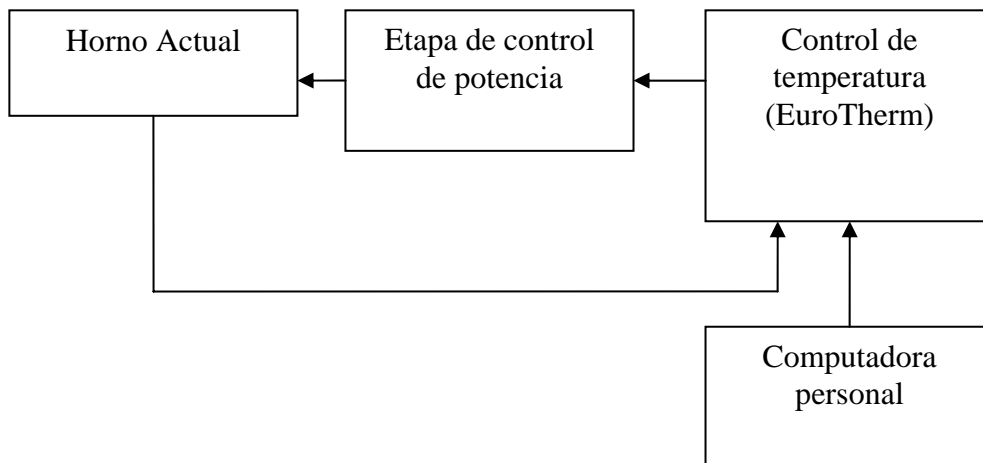 Horno Actual
Etapa de control
de potencia
Control de
temperatura
(EuroTherm)
Computadora
personal